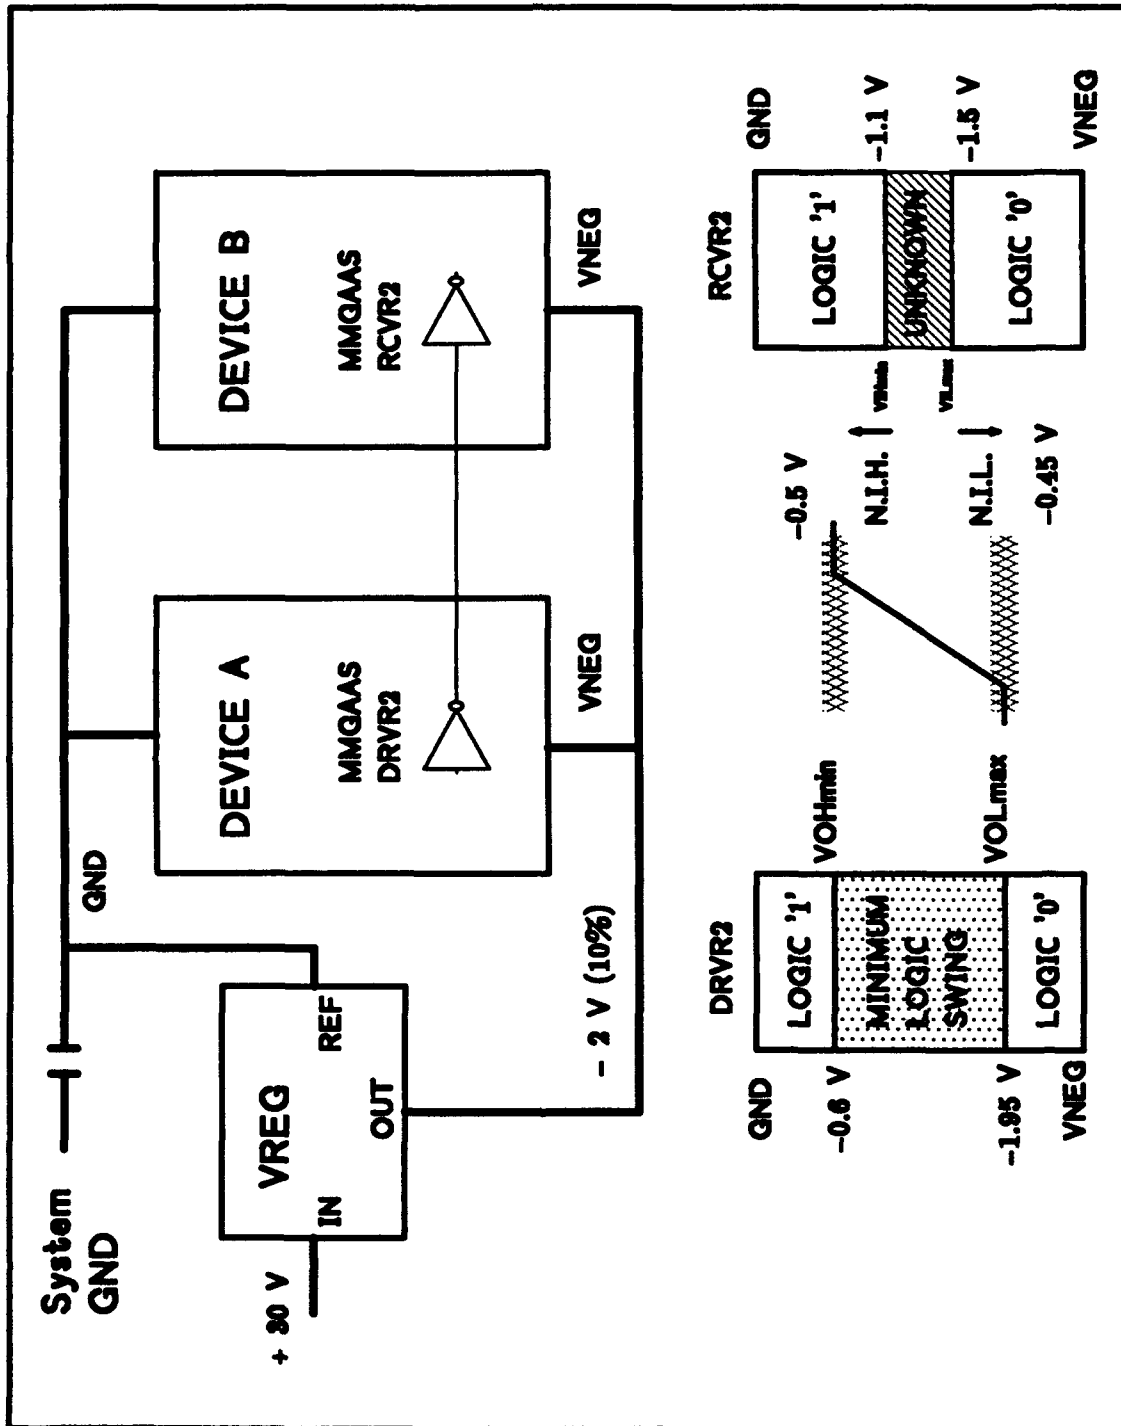 System
GND
+ 30 V
VREG
IN
REF
OUT
GND
- 2 V (10%)
DEVICE A
MMGAAS
DRVR2
VNEG
DEVICE B
MMGAAS
RCVR2
VNEG
DRVR2
GND
-0.6 V
-1.95 V
VNEG
LOGIC '1'
MINIMUM
LOGIC
SWING
LOGIC '0'
VOHmin
VOLmax
-0.5 V
N.I.H.
N.I.L.
-0.45 V
VIHmin
VILmax
RCVR2
LOGIC '1'
UNKNOWN
LOGIC '0'
GND
-1.1 V
-1.5 V
VNEG